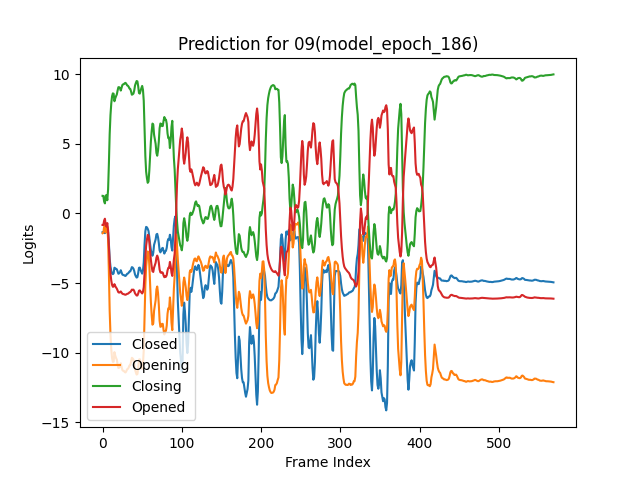 Prediction for 09(model_epoch_186)
10
5
0
−5
−10
−15
Logits
Closed
Opening
Closing
Opened
0
100
200
300
400
500
Frame Index